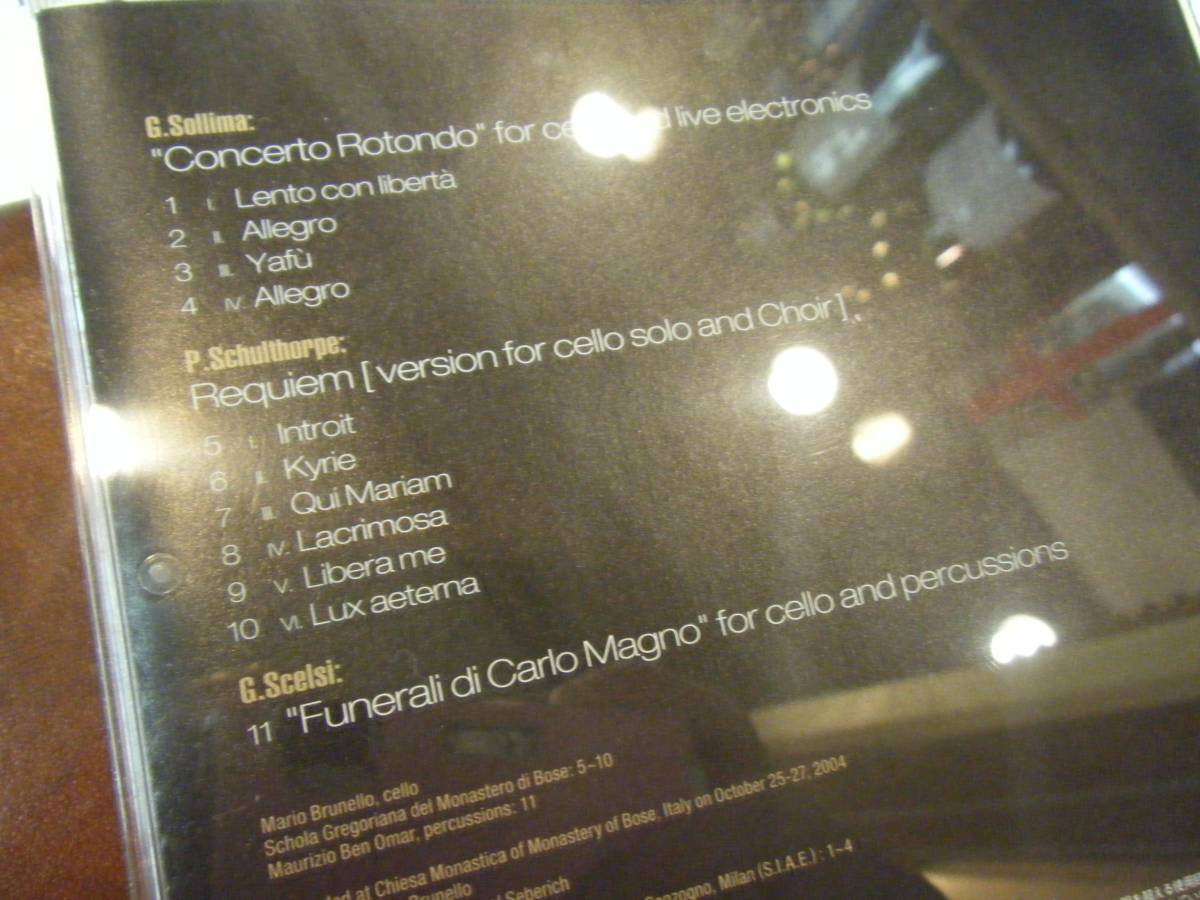 G.Sollima:
"Concerto Rotondo" for live electronics
1 I. Lento con libertà
2 II. Allegro
3 III. Yafù
4 IV. Allegro
P.Schulthorpe:
Requiem [ version for cello solo and Choir ]
5 I. Introit
6 II. Kyrie
7 III. Qui Mariam
8 IV. Lacrimosa
9 V. Libera me
10 VI. Lux aeterna
G.Scelsi:
11 "Funerali di Carlo Magno" for cello and percussions
Mario Brunello, cello
Schola Gregoriana del Monastero di Bose: 5~10
Maurizio Ben Omar, percussions: 11
at Chiesa Monastica of Monastery of Bose, Italy on October 25-27, 2004
Brunello
Seberich
Milan (S.I.A.E.) : 1~4